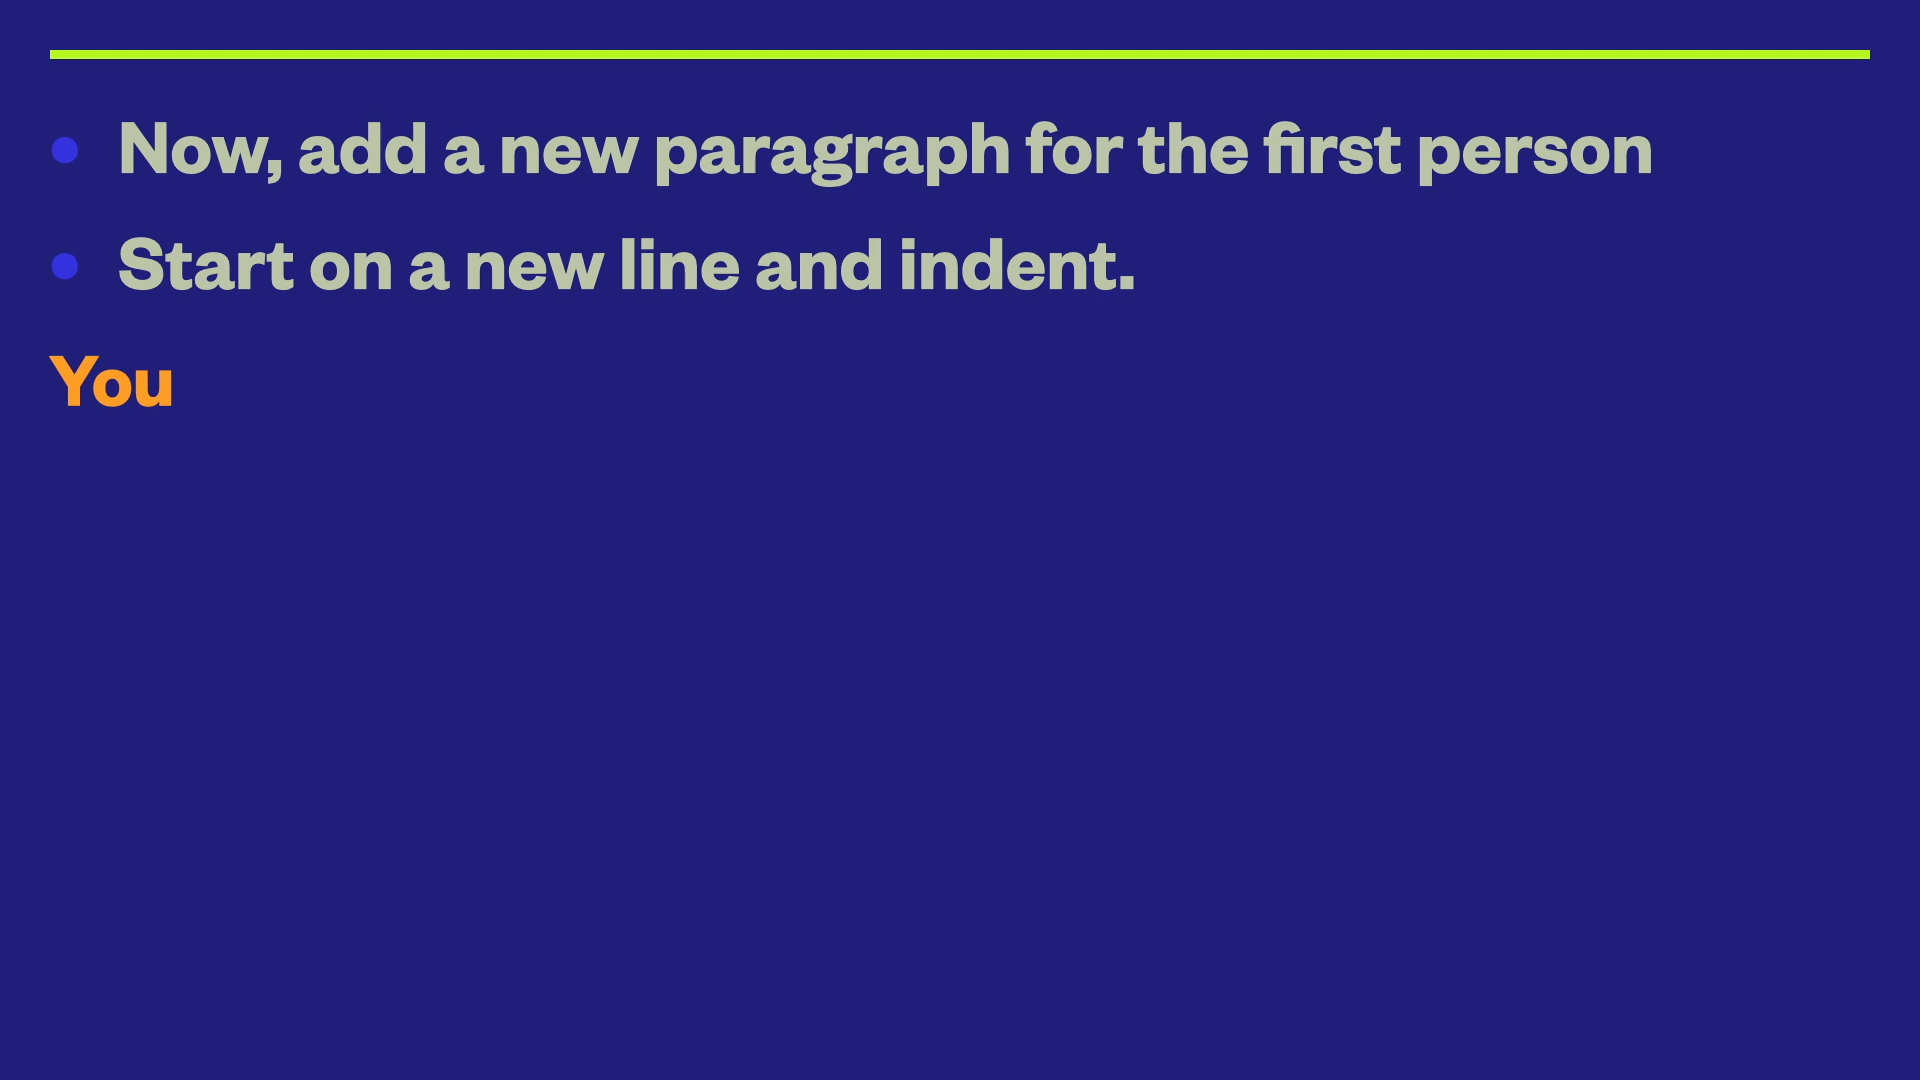 • Now, add a new paragraph for the first person
• Start on a new line and indent.
You